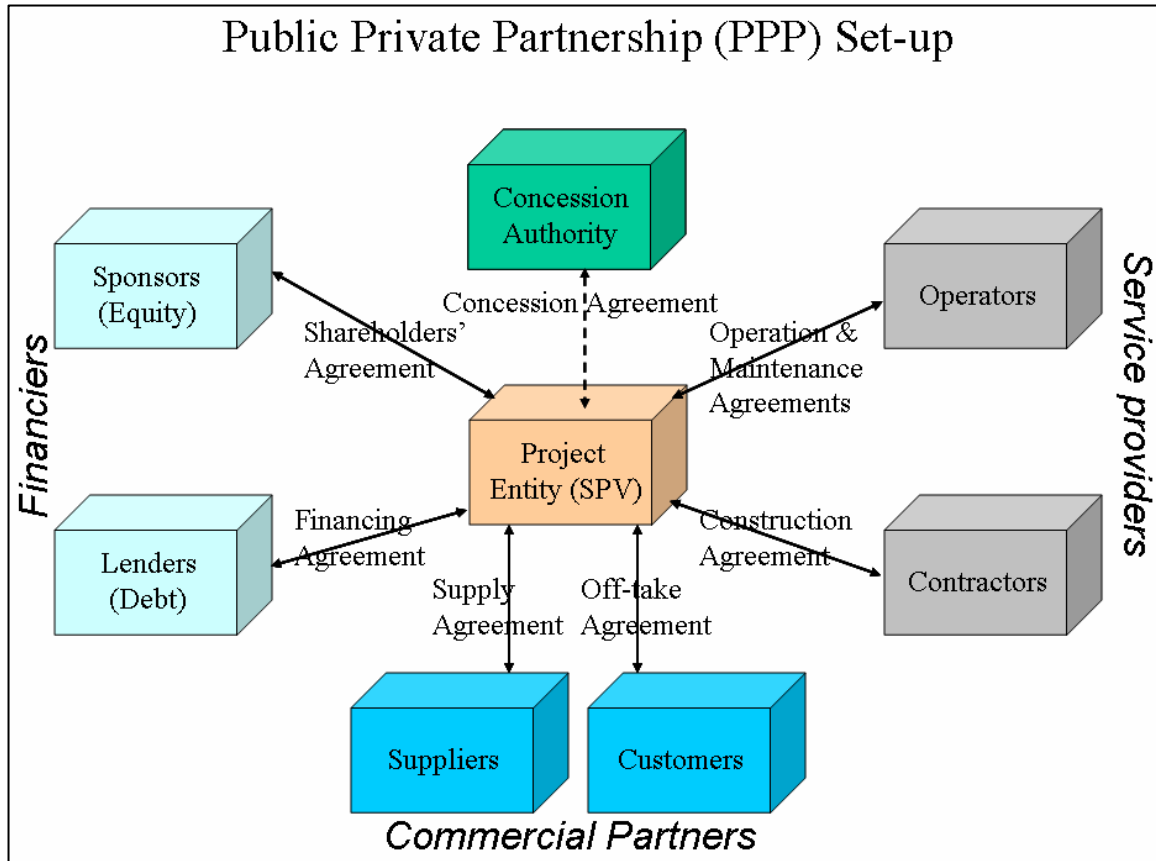 Public Private Partnership (PPP) Set-up
Concession
Authority
Sponsors
(Equity)
Operators
Concession Agreement
Shareholders’
Agreement
Operation &
Maintenance
Agreements
Financiers
Service providers
Project
Entity (SPV)
Financing
Agreement
Construction
Agreement
Lenders
(Debt)
Contractors
Supply
Agreement
Off-take
Agreement
Suppliers
Customers
Commercial Partners